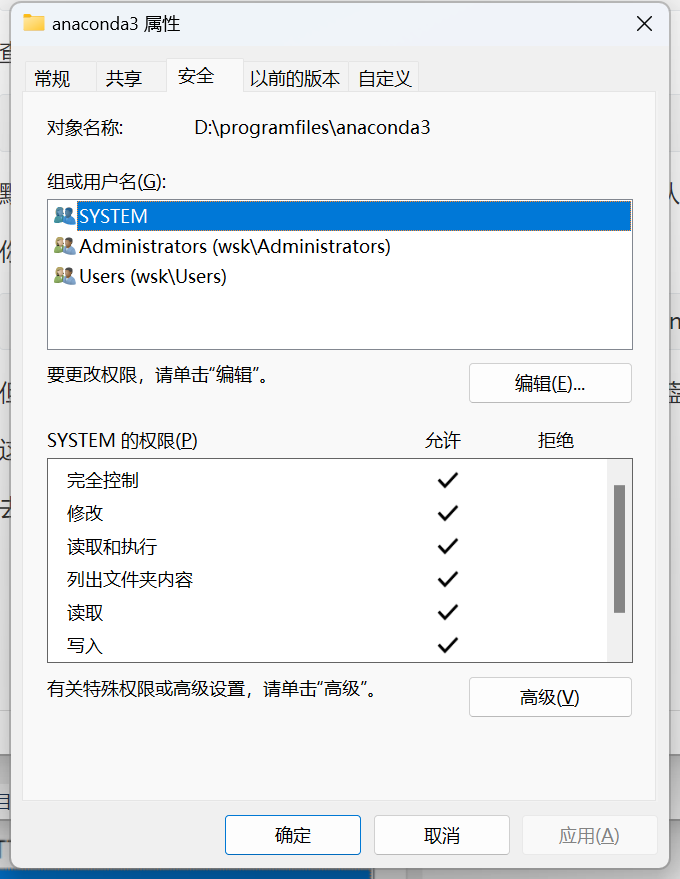 anaconda3 属性
常规 共享 安全 以前的版本 自定义
对象名称: D:\programfiles\anaconda3
组或用户名(G):
SYSTEM
Administrators (wsk\Administrators)
Users (wsk\Users)
要更改权限，请单击“编辑”。
编辑(E)...
SYSTEM 的权限(P) 允许 拒绝
完全控制
修改
读取和执行
列出文件夹内容
读取
写入
有关特殊权限或高级设置，请单击“高级”。
高级(V)
确定 取消 应用(A)